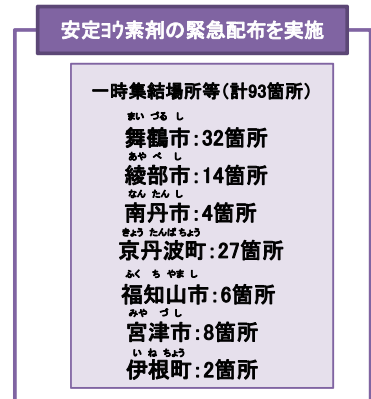 安定ヨウ素剤の緊急配布を実施
一時集結場所等(計93箇所)
まい づる し
舞鶴市:32箇所
あや べ し
綾部市:14箇所
なん たん し
南丹市:4箇所
きょう たんば ちょう
京丹波町:27箇所
ふく ち やま し
福知山市:6箇所
みや づ し
宮津市:8箇所
い ね ちょう
伊根町:2箇所